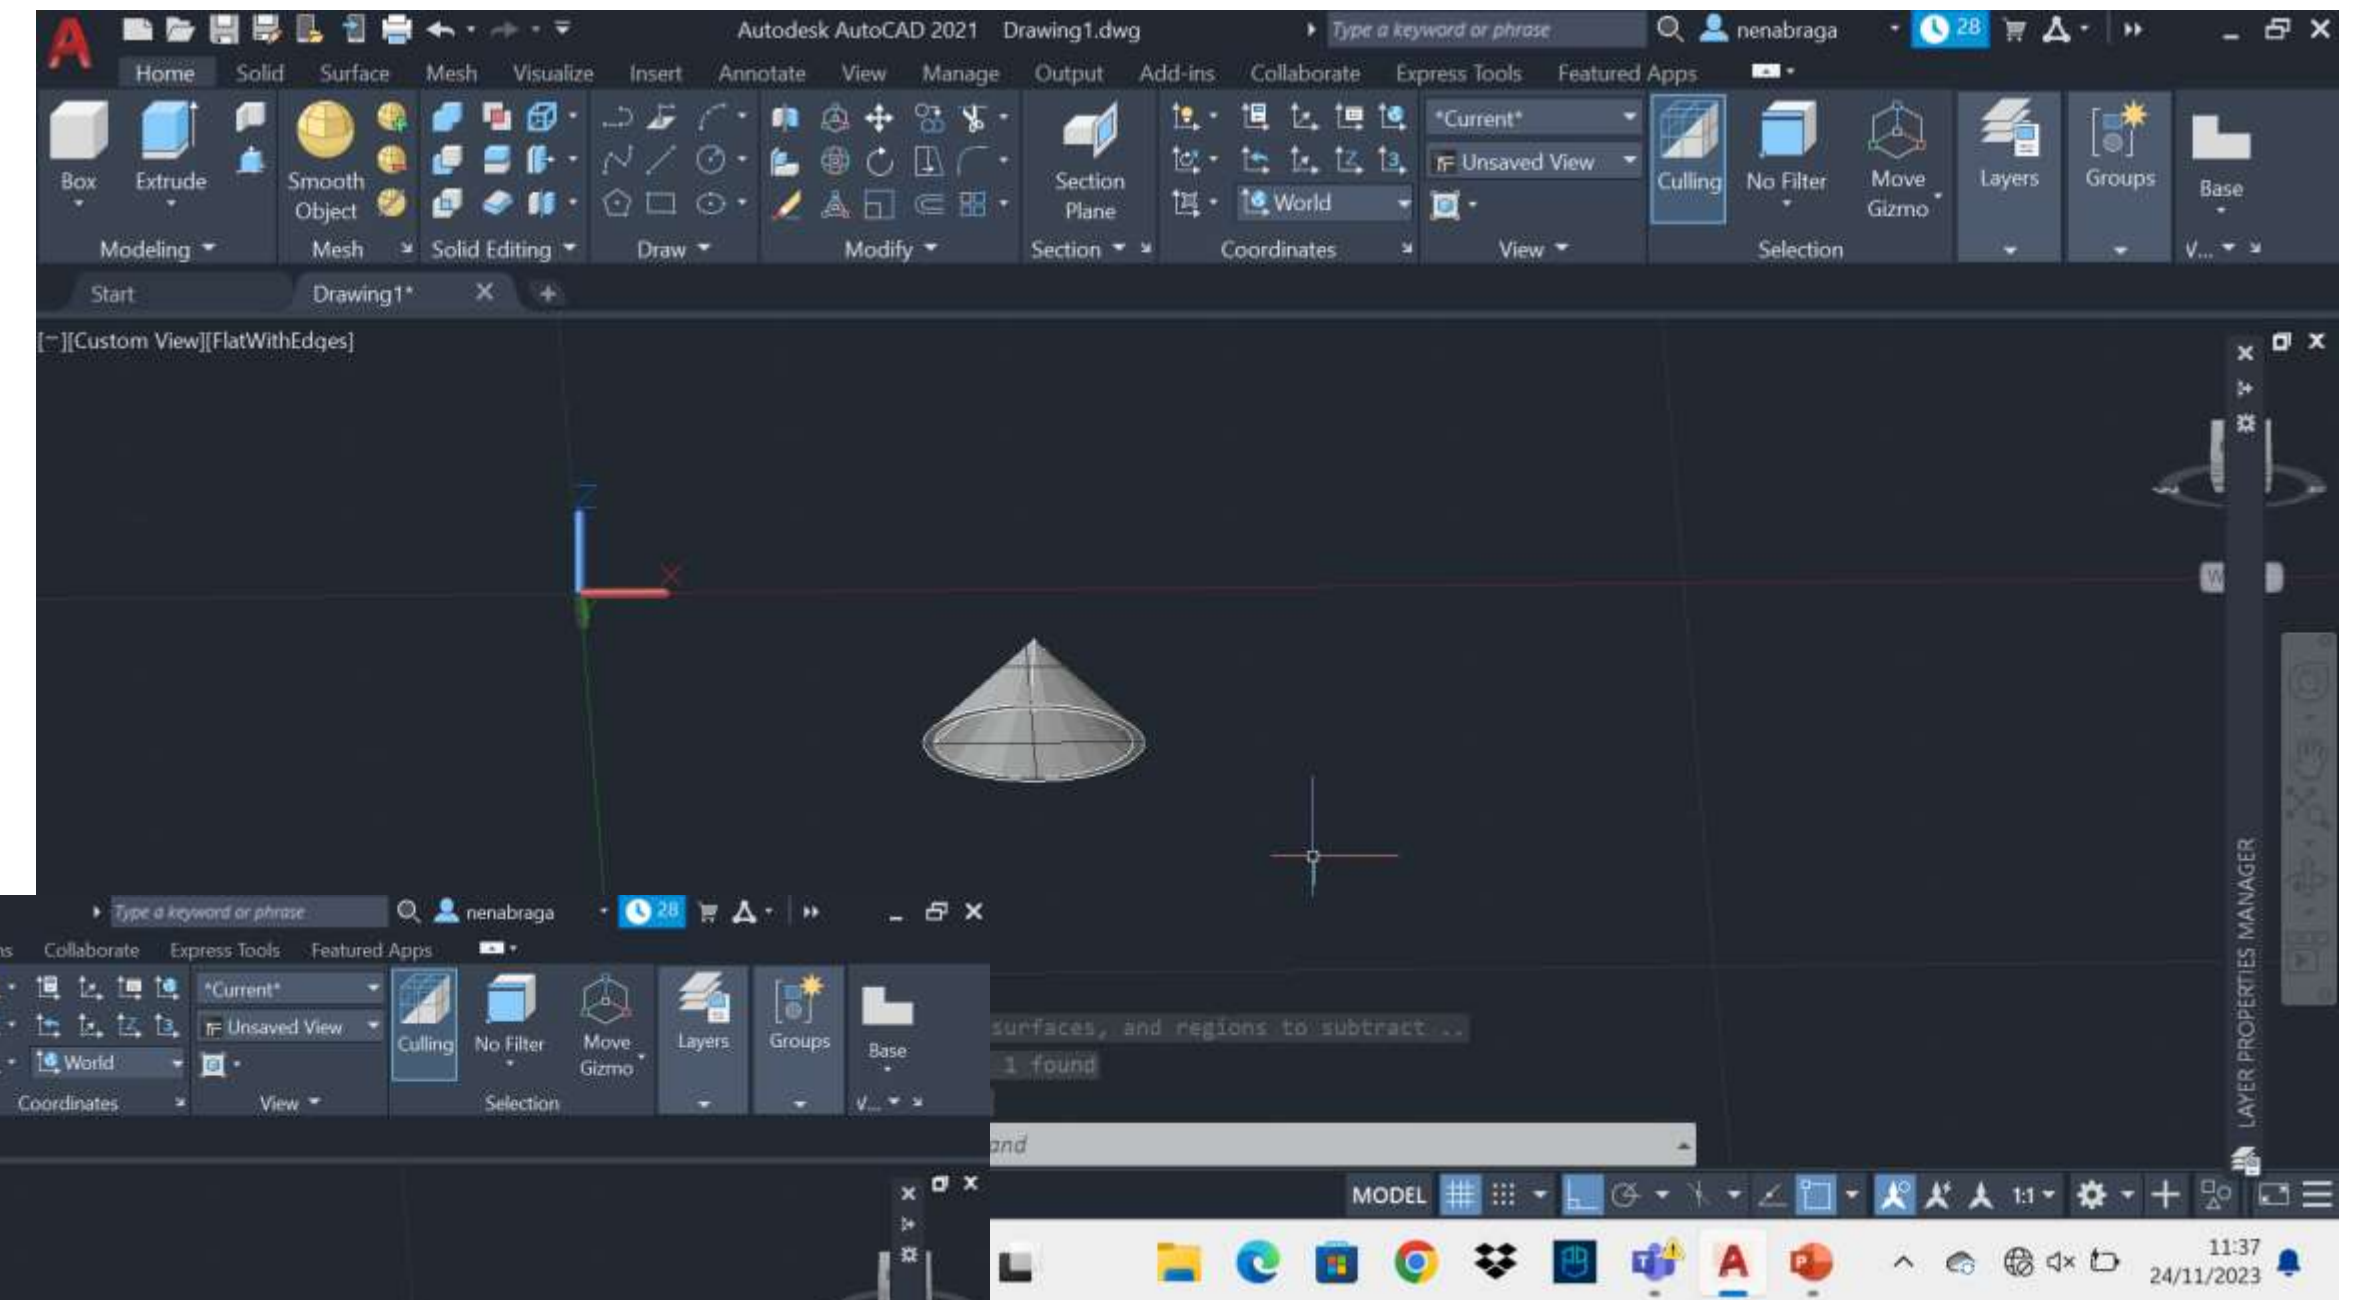 Autodesk AutoCAD 2021 Drawing1.dwg Type a keyword or phrase nenabraga 28
Home Solid Surface Mesh Visualize Insert Annotate View Manage Output Add-ins Collaborate Express Tools Featured Apps
*Current*
Unsaved View
World
Box
Extrude
Smooth Object
Section Plane
Culling
No Filter
Move Gizmo
Layers
Groups
Base
Modeling Mesh Solid Editing Draw Modify Section Coordinates View Selection V...
Start Drawing1*
[−][Custom View][FlatWithEdges]
Z
X
W
LAYER PROPERTIES MANAGER
Type a keyword or phrase nenabraga 28
ns Collaborate Express Tools Featured Apps
*Current*
Unsaved View
World
Culling
No Filter
Move Gizmo
Layers
Groups
Base
Coordinates View Selection V...
surfaces, and regions to subtract ..
1 found
and
MODEL 1:1
11:37
24/11/2023